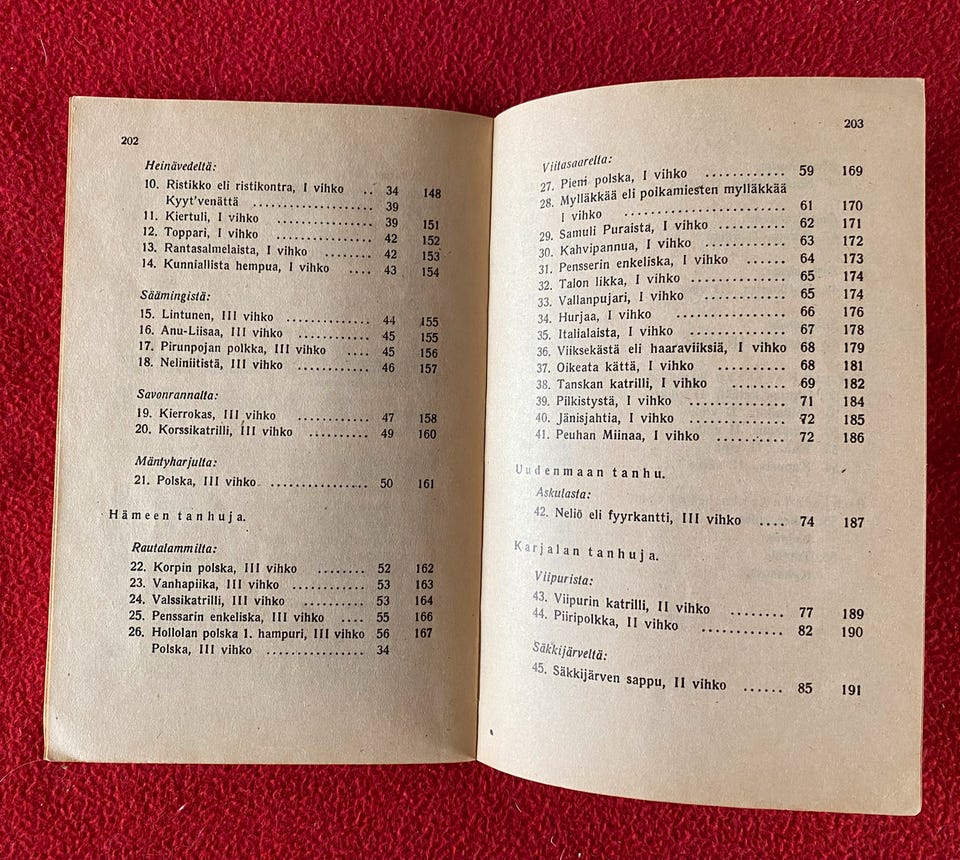 202
Heinävedeltä:
10. Ristikko eli ristikontra, I vihko .. 34 148
Kyyt'venättä .................. 39
11. Kiertuli, I vihko .............. 39 151
12. Toppari, I vihko .............. 42 152
13. Rantasalmelaista, I vihko ......... 42 153
14. Kunniallista hempua, I vihko .... 43 154
Säämingistä:
15. Lintunen, III vihko ............ 44 155
16. Anu-Liisaa, III vihko ........... 45 155
17. Pirunpojan polkka, III vihko .... 45 156
18. Neliniitistä, III vihko ........... 46 157
Savonrannalta:
19. Kierrokas, III vihko ............ 47 158
20. Korssikatrilli, III vihko ......... 49 160
Mäntyharjulta:
21. Polska, III vihko ............... 50 161
Hämeen tanhuja.
Rautalammilta:
22. Korpin polska, III vihko ........ 52 162
23. Vanhapiika, III vihko ........... 53 163
24. Valssikatrilli, III vihko .......... 53 164
25. Penssarin enkeliska, III vihko .... 55 166
26. Hollolan polska 1. hampuri, III vihko 56 167
Polska, III vihko .............. 34
203
Viitasaarelta:
27. Pieni polska, I vihko ............ 59 169
28. Mylläkkää eli poikamiesten mylläkkää
I vihko .................... 61 170
29. Samuli Puraista, I vihko ......... 62 171
30. Kahvipannua, I vihko ........... 63 172
31. Pensserin enkeliska, I vihko ...... 64 173
32. Talon likka, I vihko ............. 65 174
33. Vallanpujari, I vihko ........... 65 174
34. Hurjaa, I vihko ............... 66 176
35. Italialaista, I vihko ............. 67 178
36. Viiksekästä eli haaraviiksiä, I vihko 68 179
37. Oikeata kättä, I vihko .......... 68 181
38. Tanskan katrilli, I vihko ........ 69 182
39. Pilkistystä, I vihko .............. 71 184
40. Jänisjahtia, I vihko ............. 72 185
41. Peuhan Miinaa, I vihko .......... 72 186
Uudenmaan tanhu.
Askulasta:
42. Neliö eli fyyrkantti, III vihko .... 74 187
Karjalan tanhuja.
Viipurista:
43. Viipurin katrilli, II vihko ........ 77 189
44. Piiripolkka, II vihko ............ 82 190
Säkkijärveltä:
45. Säkkijärven sappu, II vihko ...... 85 191